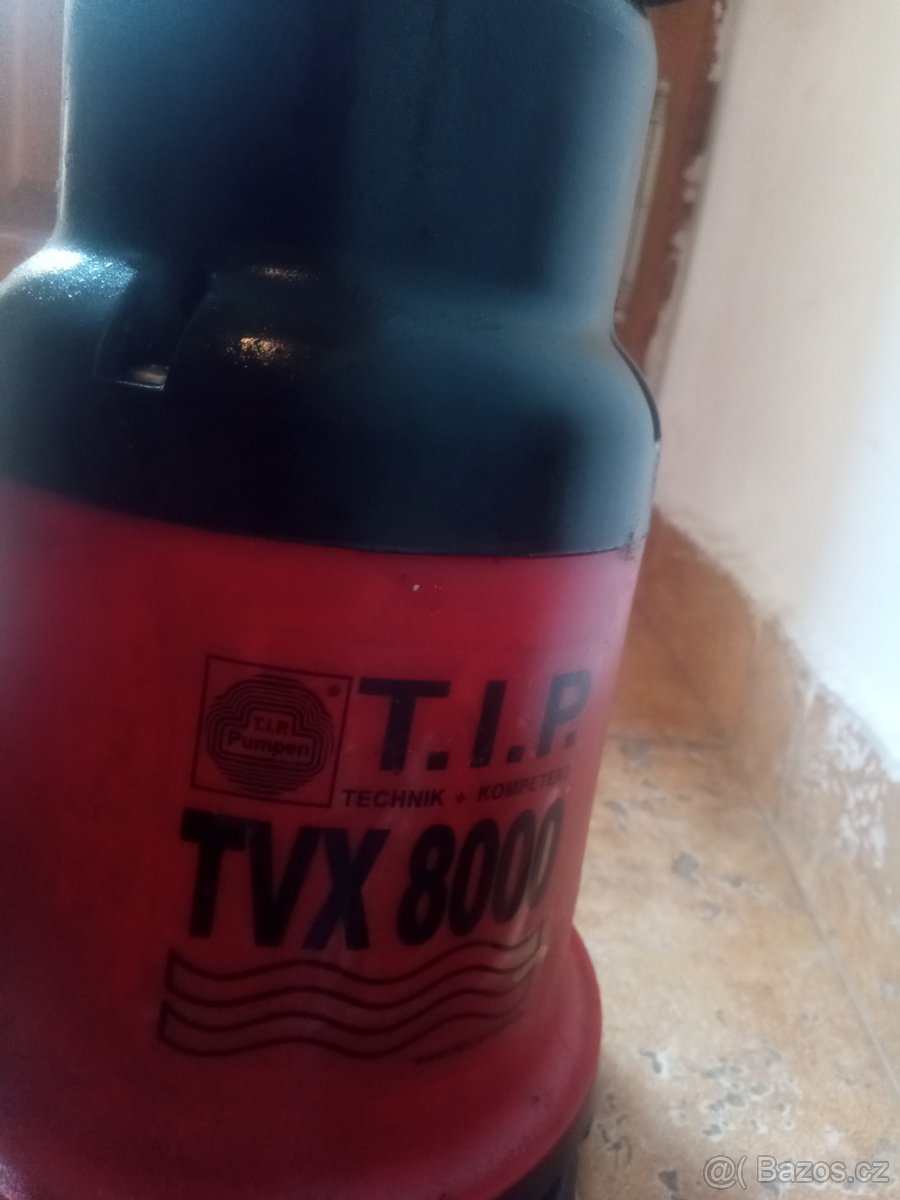 T.I.P.
Pumpen
®
T.I.P.
TECHNIK + KOMPETENZ
TVX 8000
@( Bazos.cz